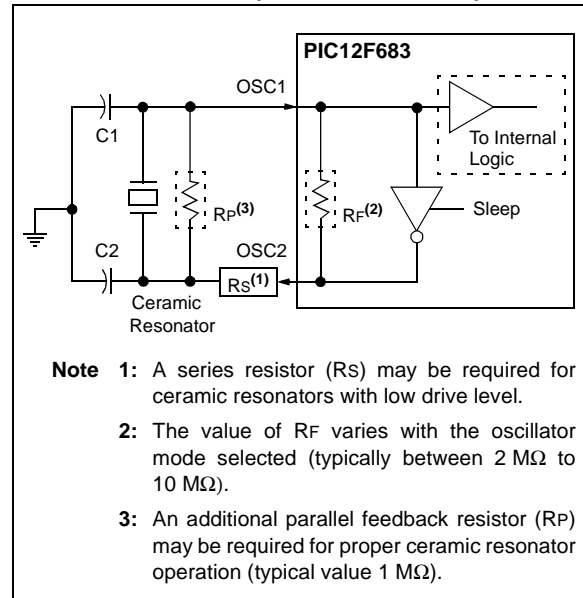 PIC12F683
OSC1
C1
To Internal
Logic
RP(3)
RF(2)
Sleep
C2
OSC2
RS(1)
Ceramic
Resonator
Note 1: A series resistor (RS) may be required for
ceramic resonators with low drive level.
2: The value of RF varies with the oscillator
mode selected (typically between 2 MΩ to
10 MΩ).
3: An additional parallel feedback resistor (RP)
may be required for proper ceramic resonator
operation (typical value 1 MΩ).